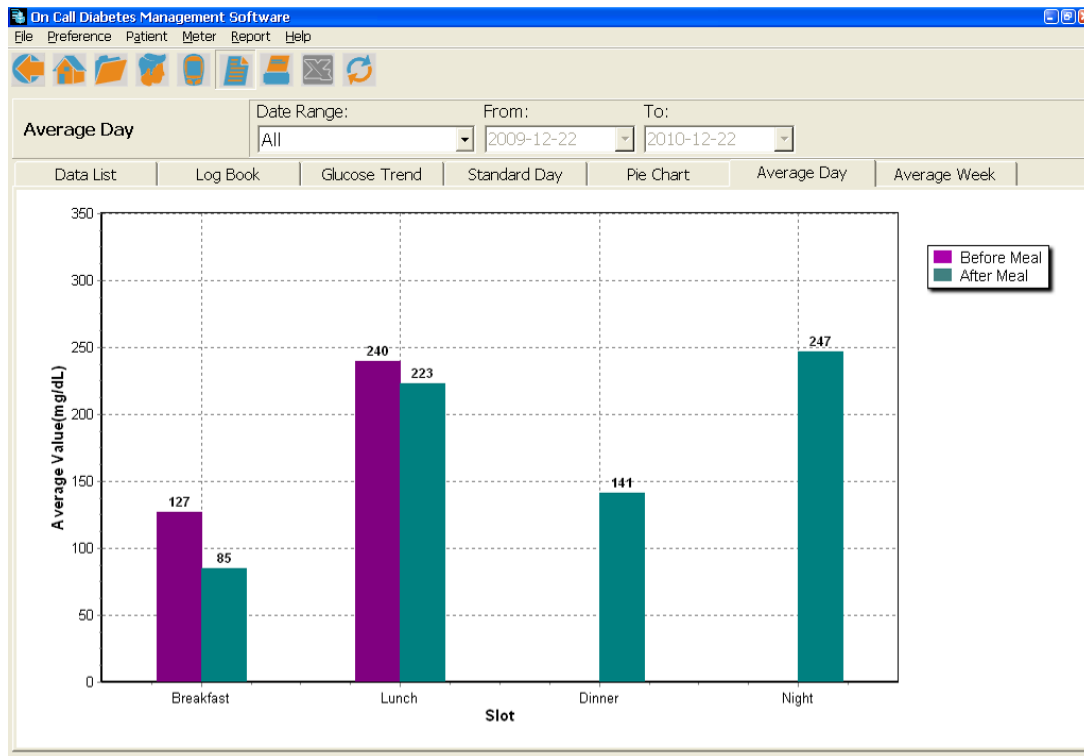 On Call Diabetes Management Software
File Preference Patient Meter Report Help
Average Day
Date Range:
From:
To:
All
2009-12-22
2010-12-22
Data List
Log Book
Glucose Trend
Standard Day
Pie Chart
Average Day
Average Week
350
300
250
200
150
100
50
0
Average Value(mg/dL)
127
85
240
223
141
247
Breakfast
Lunch
Dinner
Night
Slot
Before Meal
After Meal